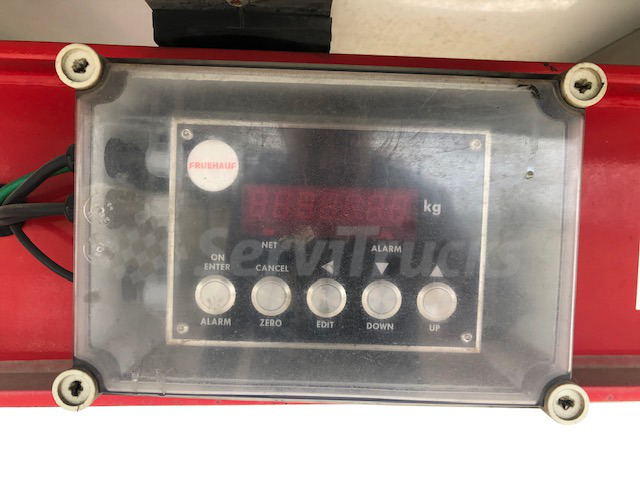 FRUEHAUF
kg
NET ALARM
ServiTrucks
ON
ENTER CANCEL ◀ ▼ ▲
ALARM ZERO EDIT DOWN UP